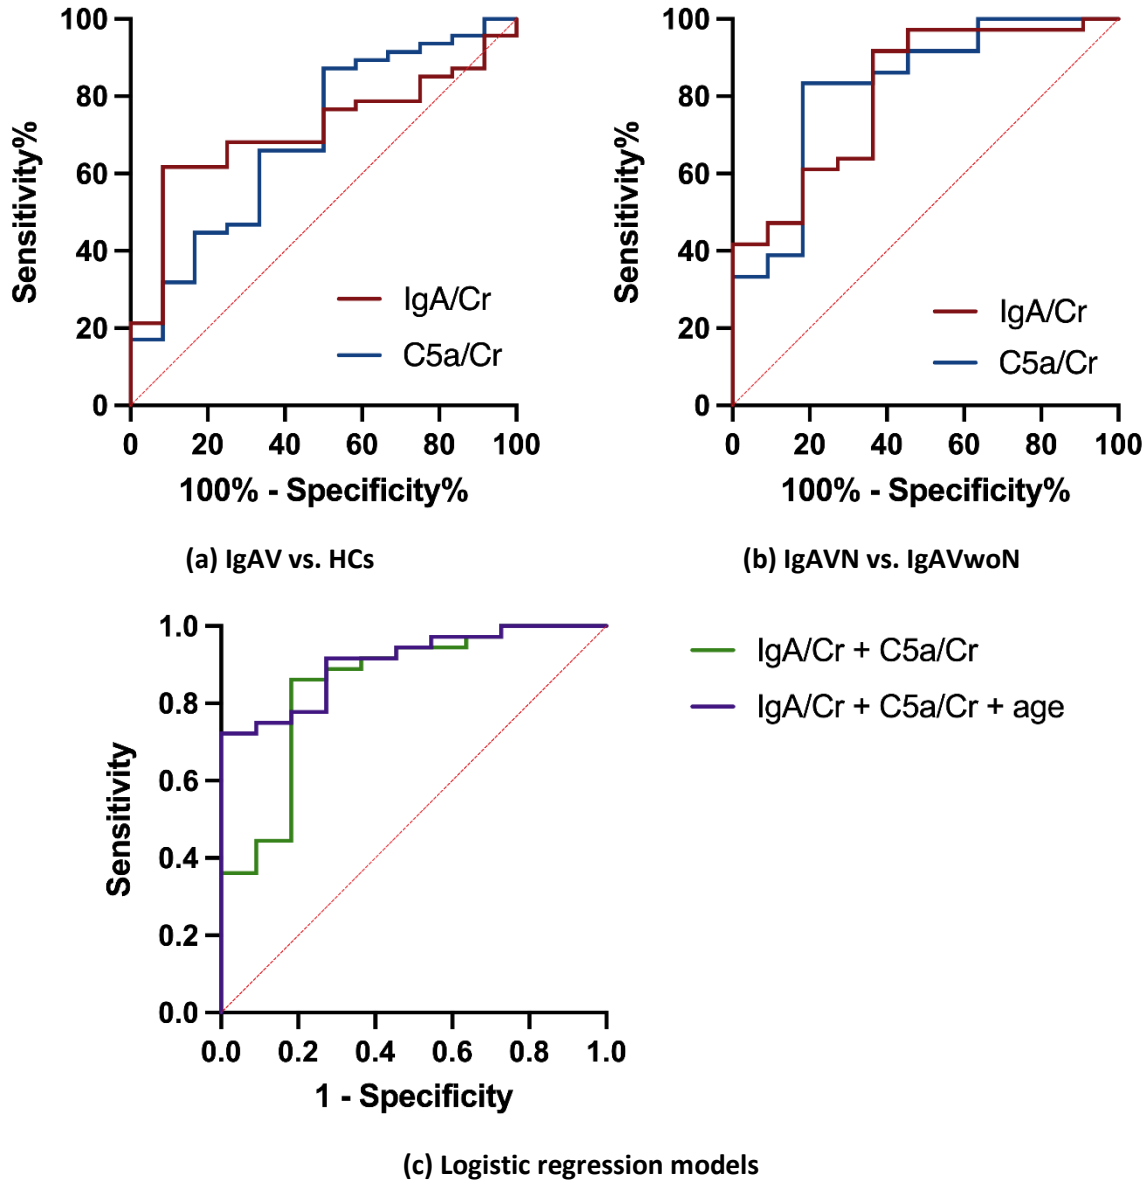 100
80
60
40
20
0
Sensitivity%
IgA/Cr
C5a/Cr
0 20 40 60 80 100
100% - Specificity%
(a) IgAV vs. HCs
100
80
60
40
20
0
Sensitivity%
IgA/Cr
C5a/Cr
0 20 40 60 80 100
100% - Specificity%
(b) IgAVN vs. IgAVwoN
1.0
0.8
0.6
0.4
0.2
0.0
Sensitivity
0.0 0.2 0.4 0.6 0.8 1.0
1 - Specificity
IgA/Cr + C5a/Cr
IgA/Cr + C5a/Cr + age
(c) Logistic regression models